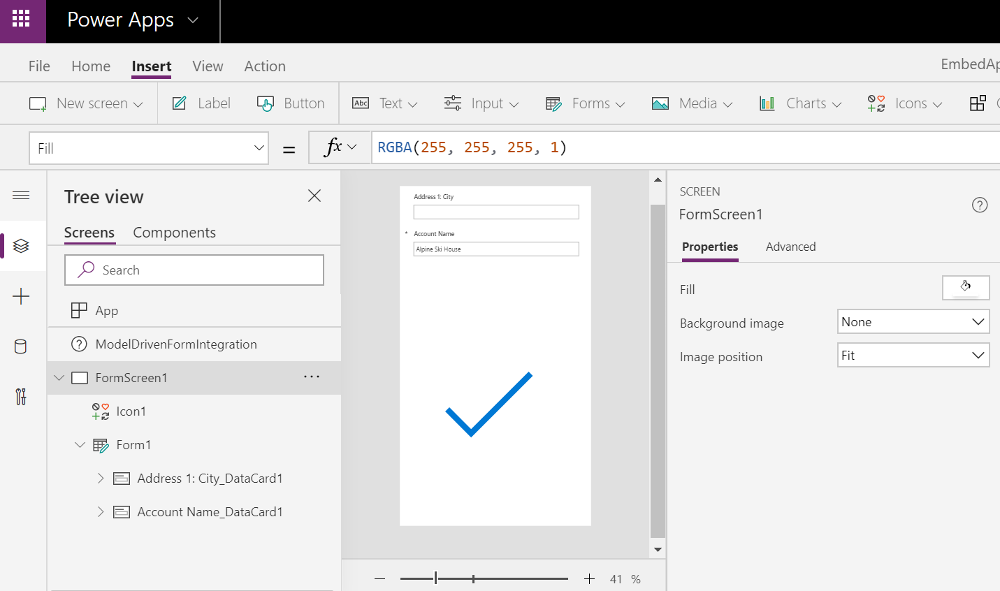 Power Apps
File Home Insert View Action EmbedAp
New screen Label Button Abc Text Input Forms Media Charts Icons
Fill = fx RGBA(255, 255, 255, 1)
Tree view
Screens Components
Search
App
ModelDrivenFormIntegration
FormScreen1 ...
Icon1
Form1
Address 1: City_DataCard1
Account Name_DataCard1
Address 1: City
* Account Name
Alpine Ski House
41 %
SCREEN
FormScreen1
Properties Advanced
Fill
Background image None
Image position Fit